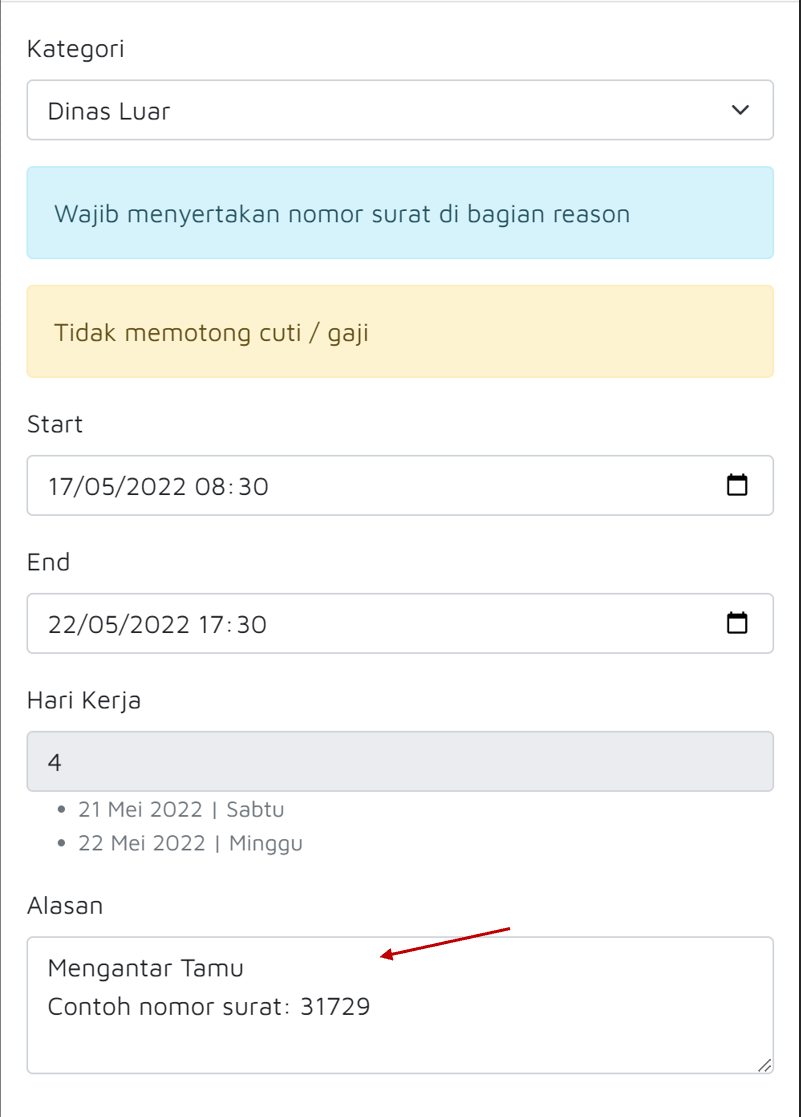 Kategori
Dinas Luar
Wajib menyertakan nomor surat di bagian reason
Tidak memotong cuti / gaji
Start
17/05/2022 08:30
End
22/05/2022 17:30
Hari Kerja
4
• 21 Mei 2022 | Sabtu
• 22 Mei 2022 | Minggu
Alasan
Mengantar Tamu
Contoh nomor surat: 31729